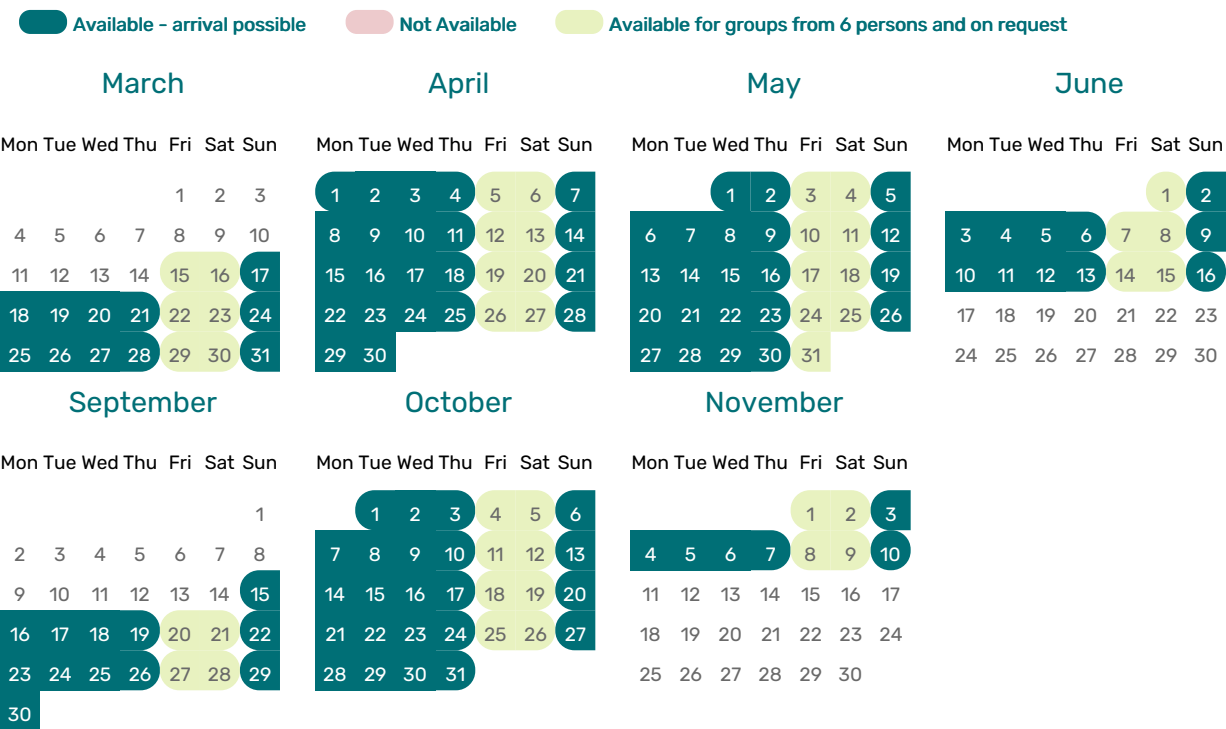 Available - arrival possible Not Available Available for groups from 6 persons and on request
March April May June
Mon Tue Wed Thu Fri Sat Sun Mon Tue Wed Thu Fri Sat Sun Mon Tue Wed Thu Fri Sat Sun Mon Tue Wed Thu Fri Sat Sun
1 2 3 1 2 3 4 5 6 7 1 2 3 4 5 1 2
4 5 6 7 8 9 10 8 9 10 11 12 13 14 6 7 8 9 10 11 12 3 4 5 6 7 8 9
11 12 13 14 15 16 17 15 16 17 18 19 20 21 13 14 15 16 17 18 19 10 11 12 13 14 15 16
18 19 20 21 22 23 24 22 23 24 25 26 27 28 20 21 22 23 24 25 26 17 18 19 20 21 22 23
25 26 27 28 29 30 31 29 30 27 28 29 30 31 24 25 26 27 28 29 30
September October November
Mon Tue Wed Thu Fri Sat Sun Mon Tue Wed Thu Fri Sat Sun Mon Tue Wed Thu Fri Sat Sun
1 1 2 3 4 5 6 1 2 3
2 3 4 5 6 7 8 7 8 9 10 11 12 13 4 5 6 7 8 9 10
9 10 11 12 13 14 15 14 15 16 17 18 19 20 11 12 13 14 15 16 17
16 17 18 19 20 21 22 21 22 23 24 25 26 27 18 19 20 21 22 23 24
23 24 25 26 27 28 29 28 29 30 31 25 26 27 28 29 30
30